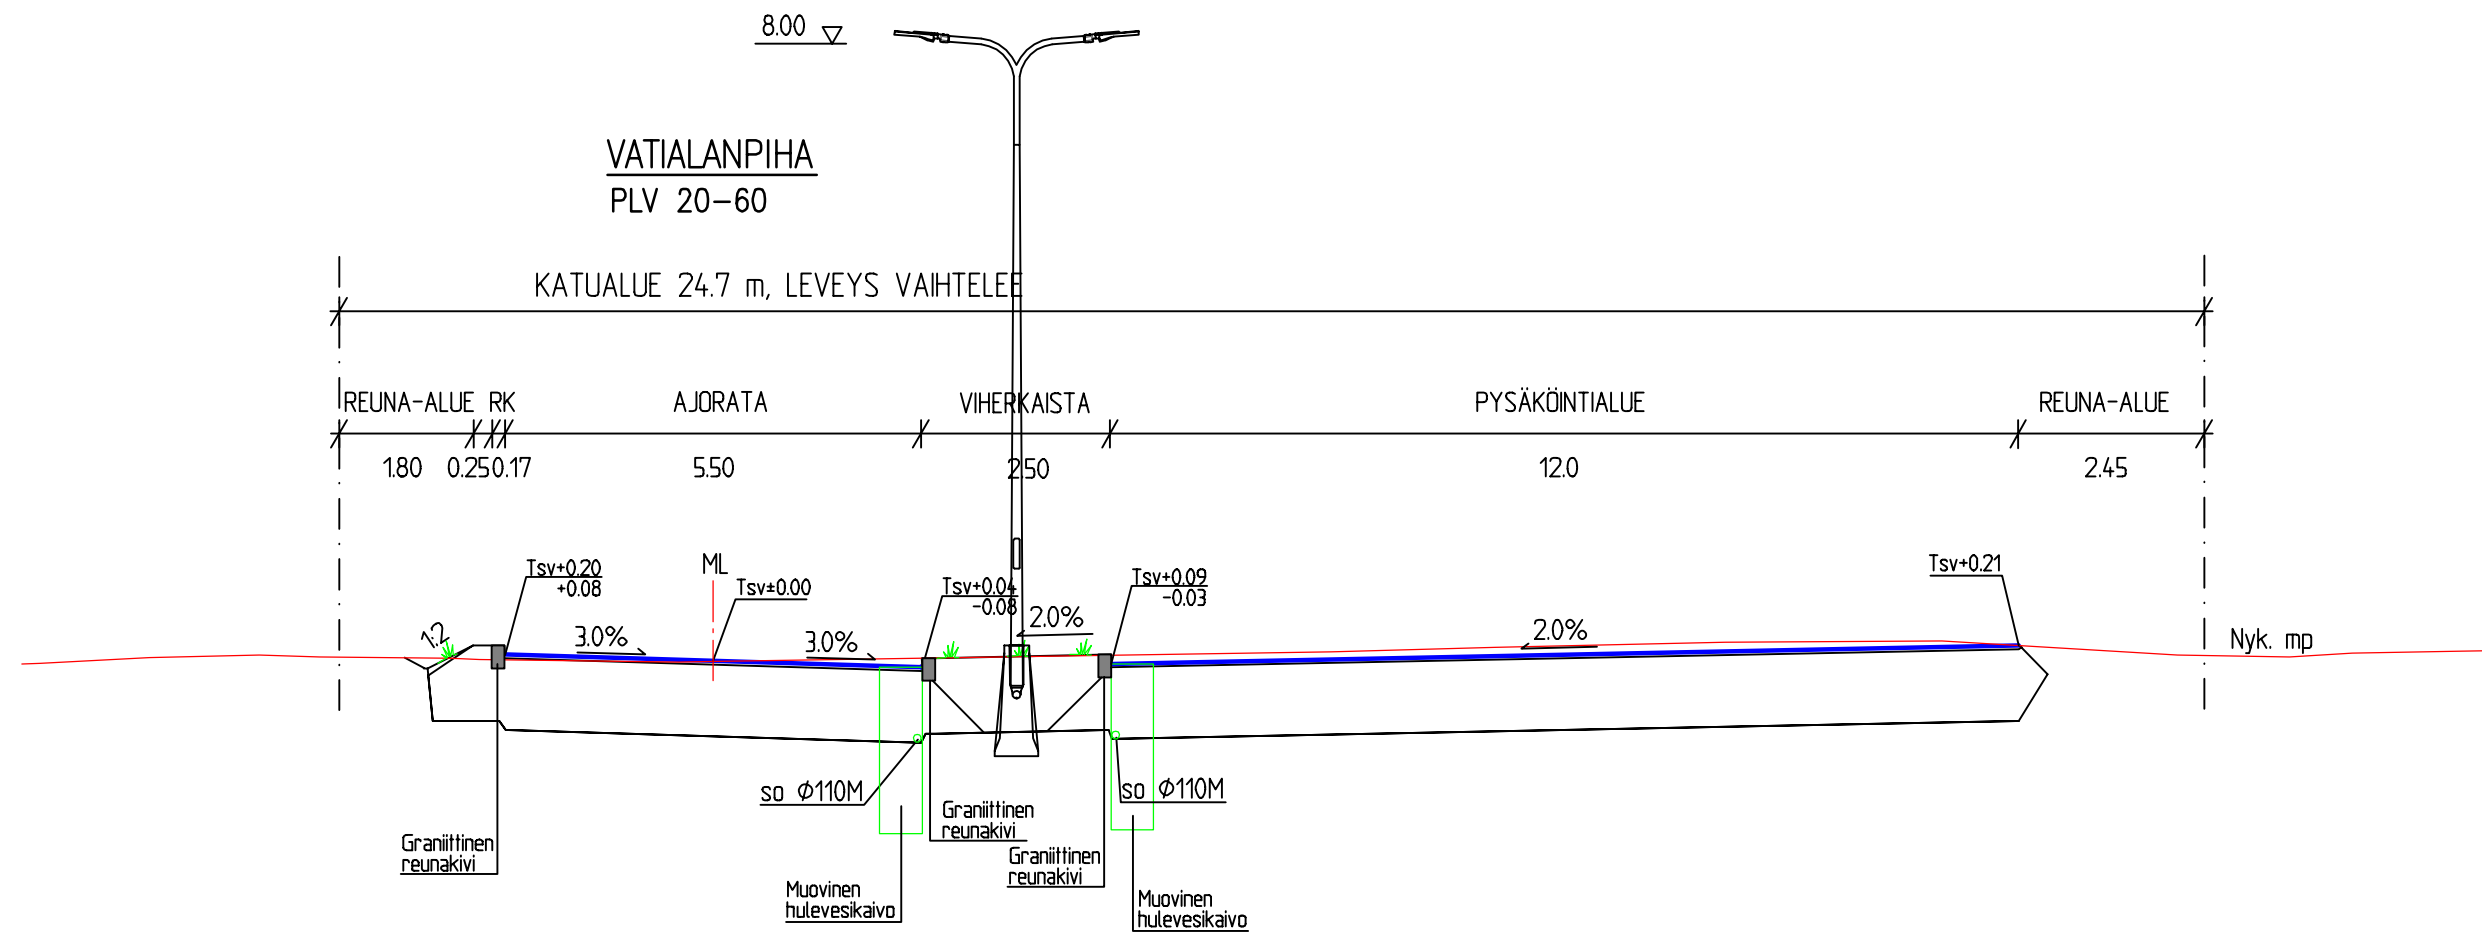 8.00
VATIALANPIHA
PLV 20-60
KATUALUE 24.7 m, LEVEYS VAIHTELEE
REUNA-ALUE RK AJORATA VIHERKAISTA PYSÄKÖINTIALUE REUNA-ALUE
1.80 0.25 0.17 5.50 2.50 12.0 2.45
Tsv+0.20
+0.08
ML
Tsv±0.00
Tsv+0.04
-0.08
Tsv+0.09
-0.03
Tsv+0.21
1:2
3.0%
3.0%
2.0%
2.0%
Nyk. mp
so Ø110M
so Ø110M
Graniittinen
reunakivi
Graniittinen
reunakivi
Graniittinen
reunakivi
Muovinen
hulevesikaivo
Muovinen
hulevesikaivo